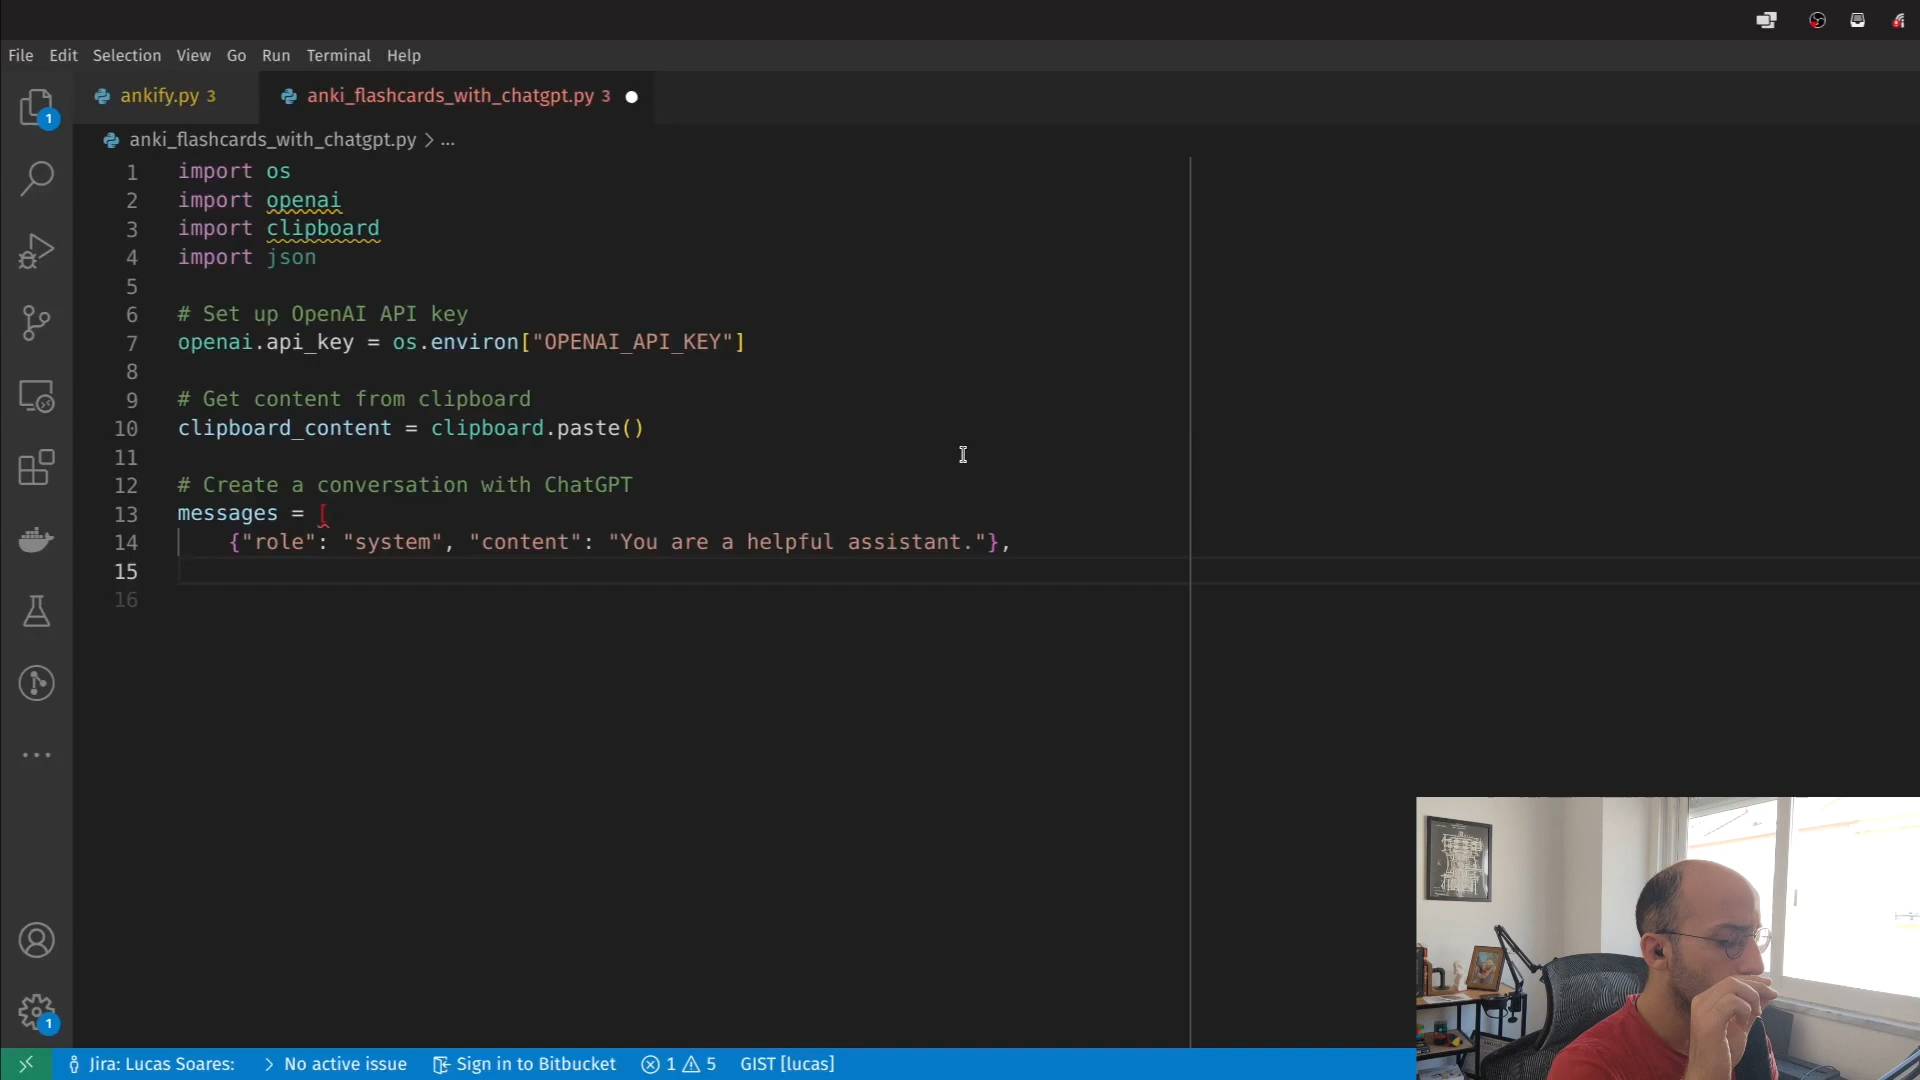 File Edit Selection View Go Run Terminal Help
ankify.py 3 anki_flashcards_with_chatgpt.py 3
anki_flashcards_with_chatgpt.py > ...
1 import os
2 import openai
3 import clipboard
4 import json
5
6 # Set up OpenAI API key
7 openai.api_key = os.environ["OPENAI_API_KEY"]
8
9 # Get content from clipboard
10 clipboard_content = clipboard.paste()
11
12 # Create a conversation with ChatGPT
13 messages = [
14 {"role": "system", "content": "You are a helpful assistant."},
15
16
1
1
Jira: Lucas Soares: > No active issue Sign in to Bitbucket 1 5 GIST [lucas]